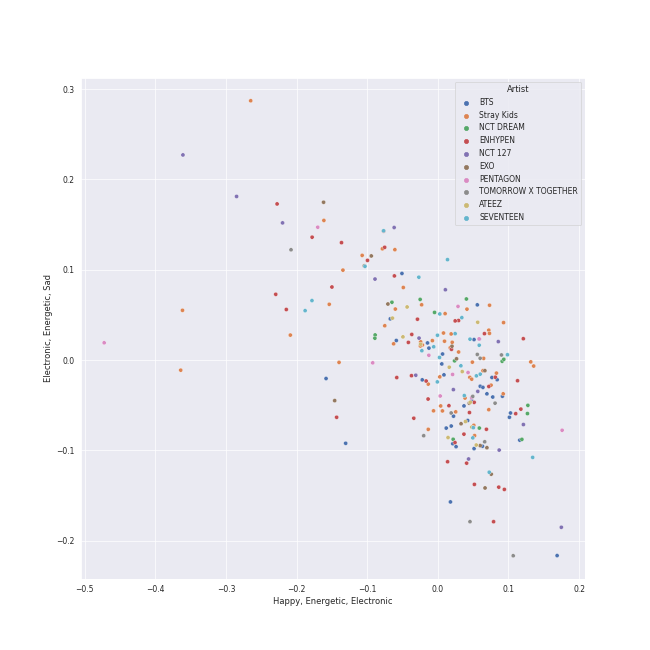 Artist
BTS
Stray Kids
NCT DREAM
ENHYPEN
NCT 127
EXO
PENTAGON
TOMORROW X TOGETHER
ATEEZ
SEVENTEEN
0.3
0.2
0.1
0.0
−0.1
−0.2
Electronic, Energetic, Sad
−0.5 −0.4 −0.3 −0.2 −0.1 0.0 0.1 0.2
Happy, Energetic, Electronic